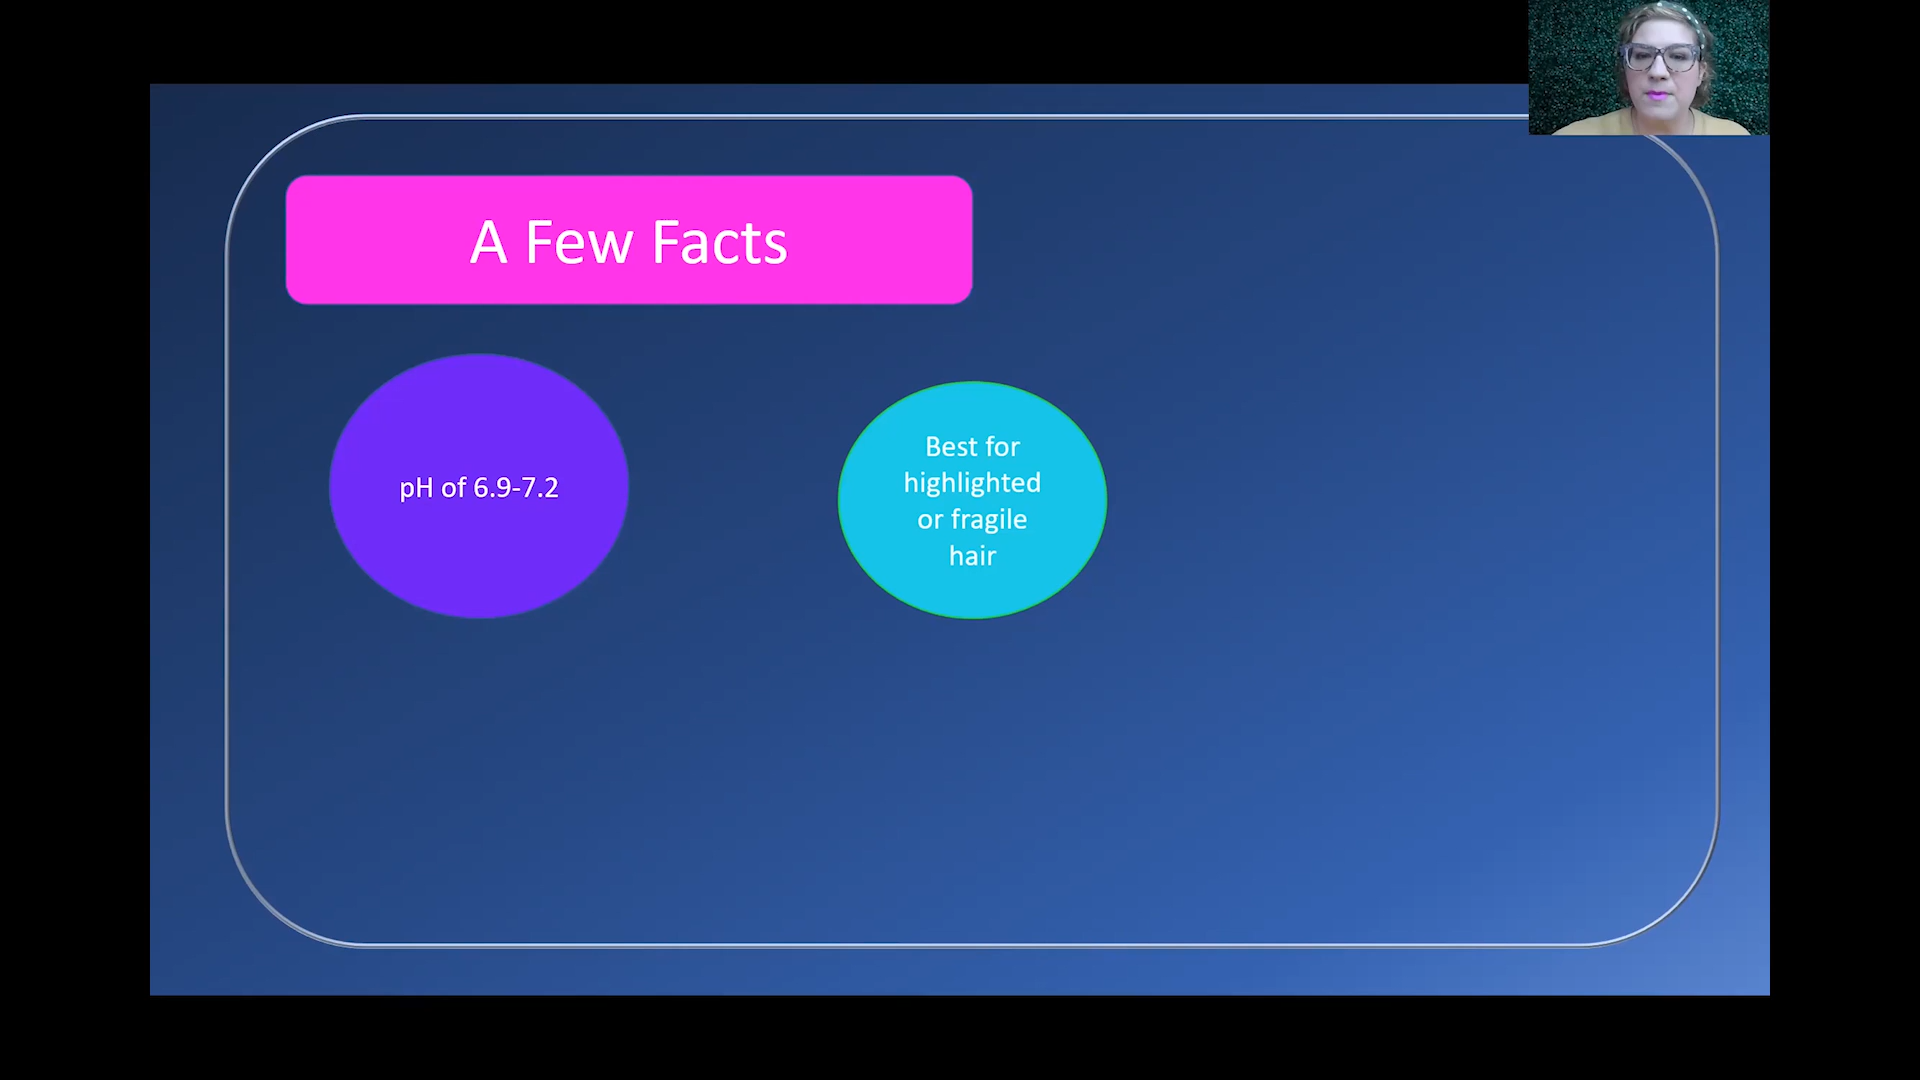 A Few Facts
pH of 6.9-7.2
Best for
highlighted
or fragile
hair